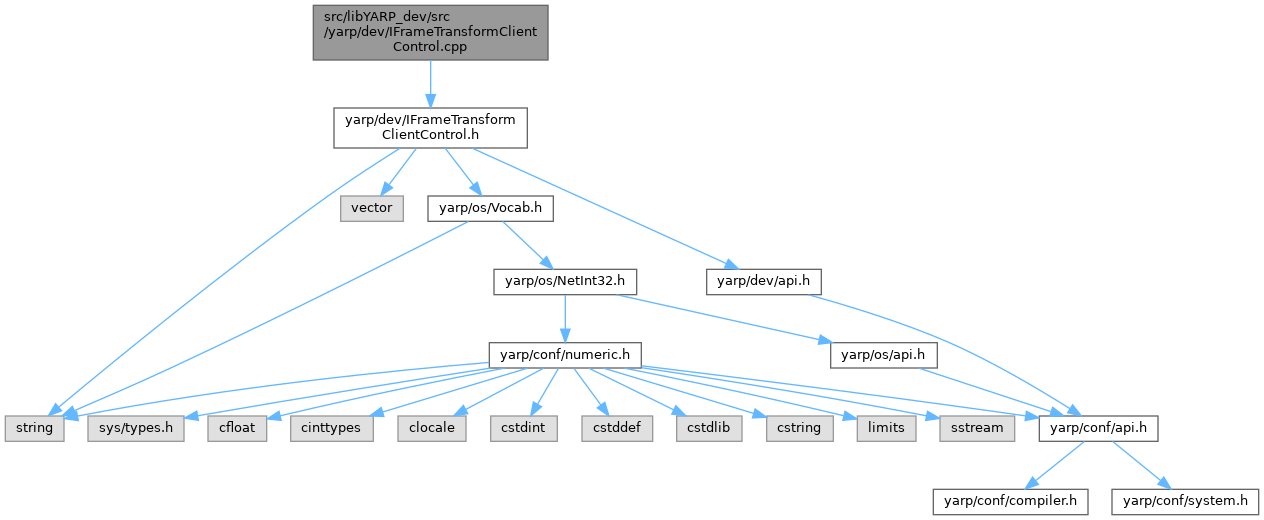 src/libYARP_dev/src
/yarp/dev/IFrameTransformClient
Control.cpp
yarp/dev/IFrameTransform
ClientControl.h
vector
yarp/os/Vocab.h
yarp/os/NetInt32.h
yarp/dev/api.h
yarp/conf/numeric.h
yarp/os/api.h
string
sys/types.h
cfloat
cinttypes
clocale
cstdint
cstddef
cstdlib
cstring
limits
sstream
yarp/conf/api.h
yarp/conf/compiler.h
yarp/conf/system.h